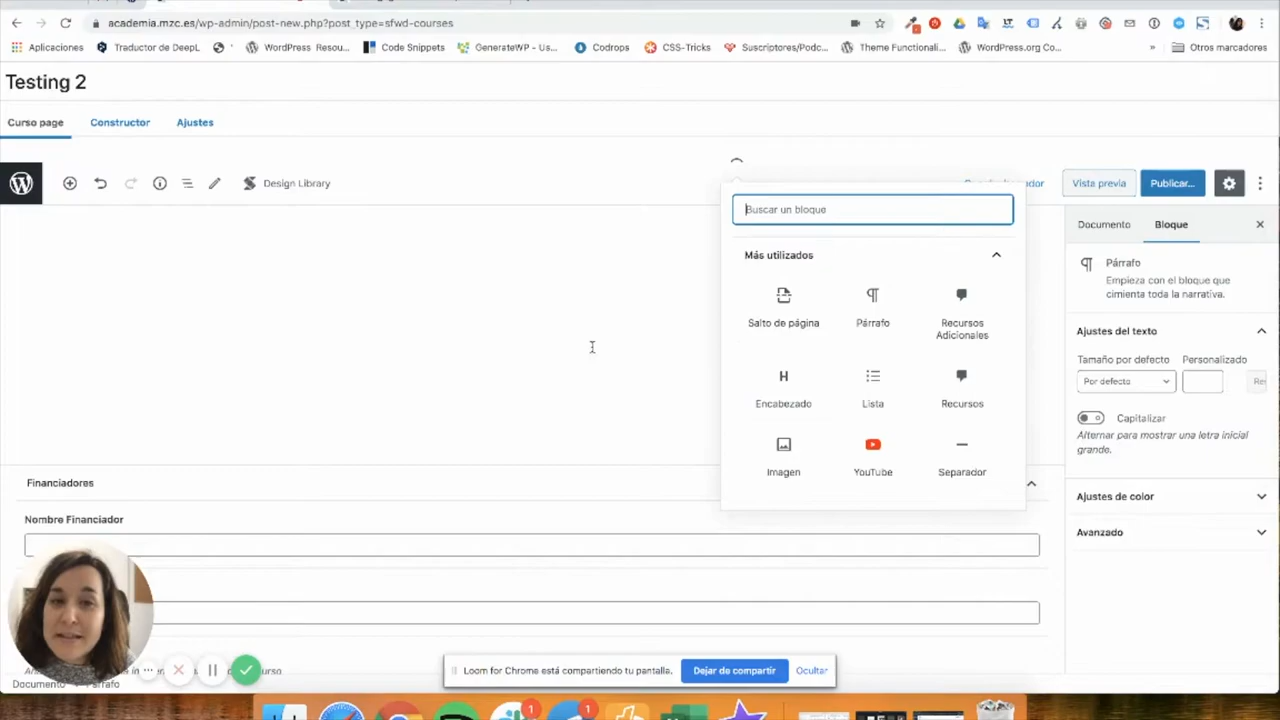 academia.mzc.es/wp-admin/post-new.php?post_type=sfwd-courses
Aplicaciones
Traductor de DeepL
WordPress Resou...
Code Snippets
GenerateWP - Us...
Codrops
CSS-Tricks
Suscriptores/Podc...
Theme Functionali...
WordPress.org Co...
»
Otros marcadores
Testing 2
Curso page
Constructor
Ajustes
Design Library
Vista previa
Publicar...
Buscar un bloque
Documento
Bloque
Más utilizados
Párrafo
Empieza con el bloque que
cimienta toda la narrativa.
Salto de página
Párrafo
Recursos
Adicionales
Ajustes del texto
Tamaño por defecto
Personalizado
Por defecto
Encabezado
Lista
Recursos
Capitalizar
Alternar para mostrar una letra inicial
grande.
Imagen
YouTube
Separador
Financiadores
Ajustes de color
Nombre Financiador
Avanzado
Loom for Chrome está compartiendo tu pantalla.
Dejar de compartir
Ocultar
Documento
Párrafo
1
1